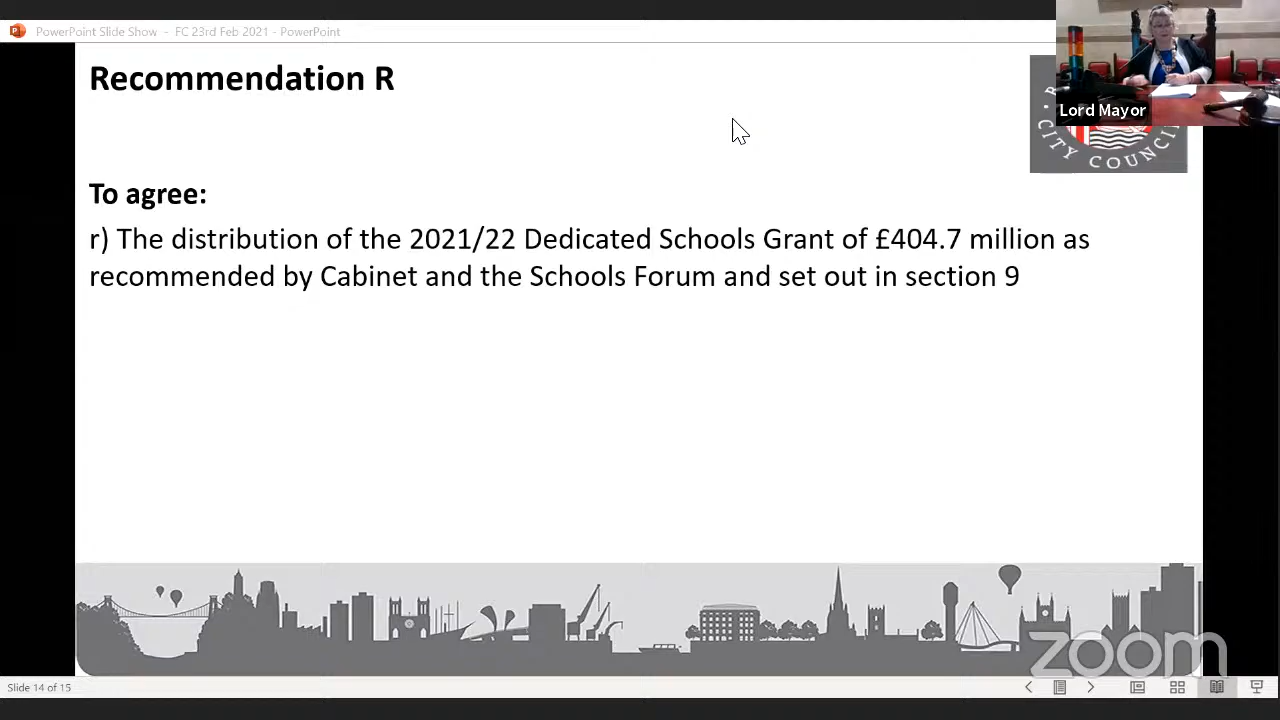 PowerPoint Slide Show - FC 23rd Feb 2021 - PowerPoint
Lord Mayor
Recommendation R
CITY COUNCIL
To agree:
r) The distribution of the 2021/22 Dedicated Schools Grant of £404.7 million as
recommended by Cabinet and the Schools Forum and set out in section 9
zoom
Slide 14 of 15